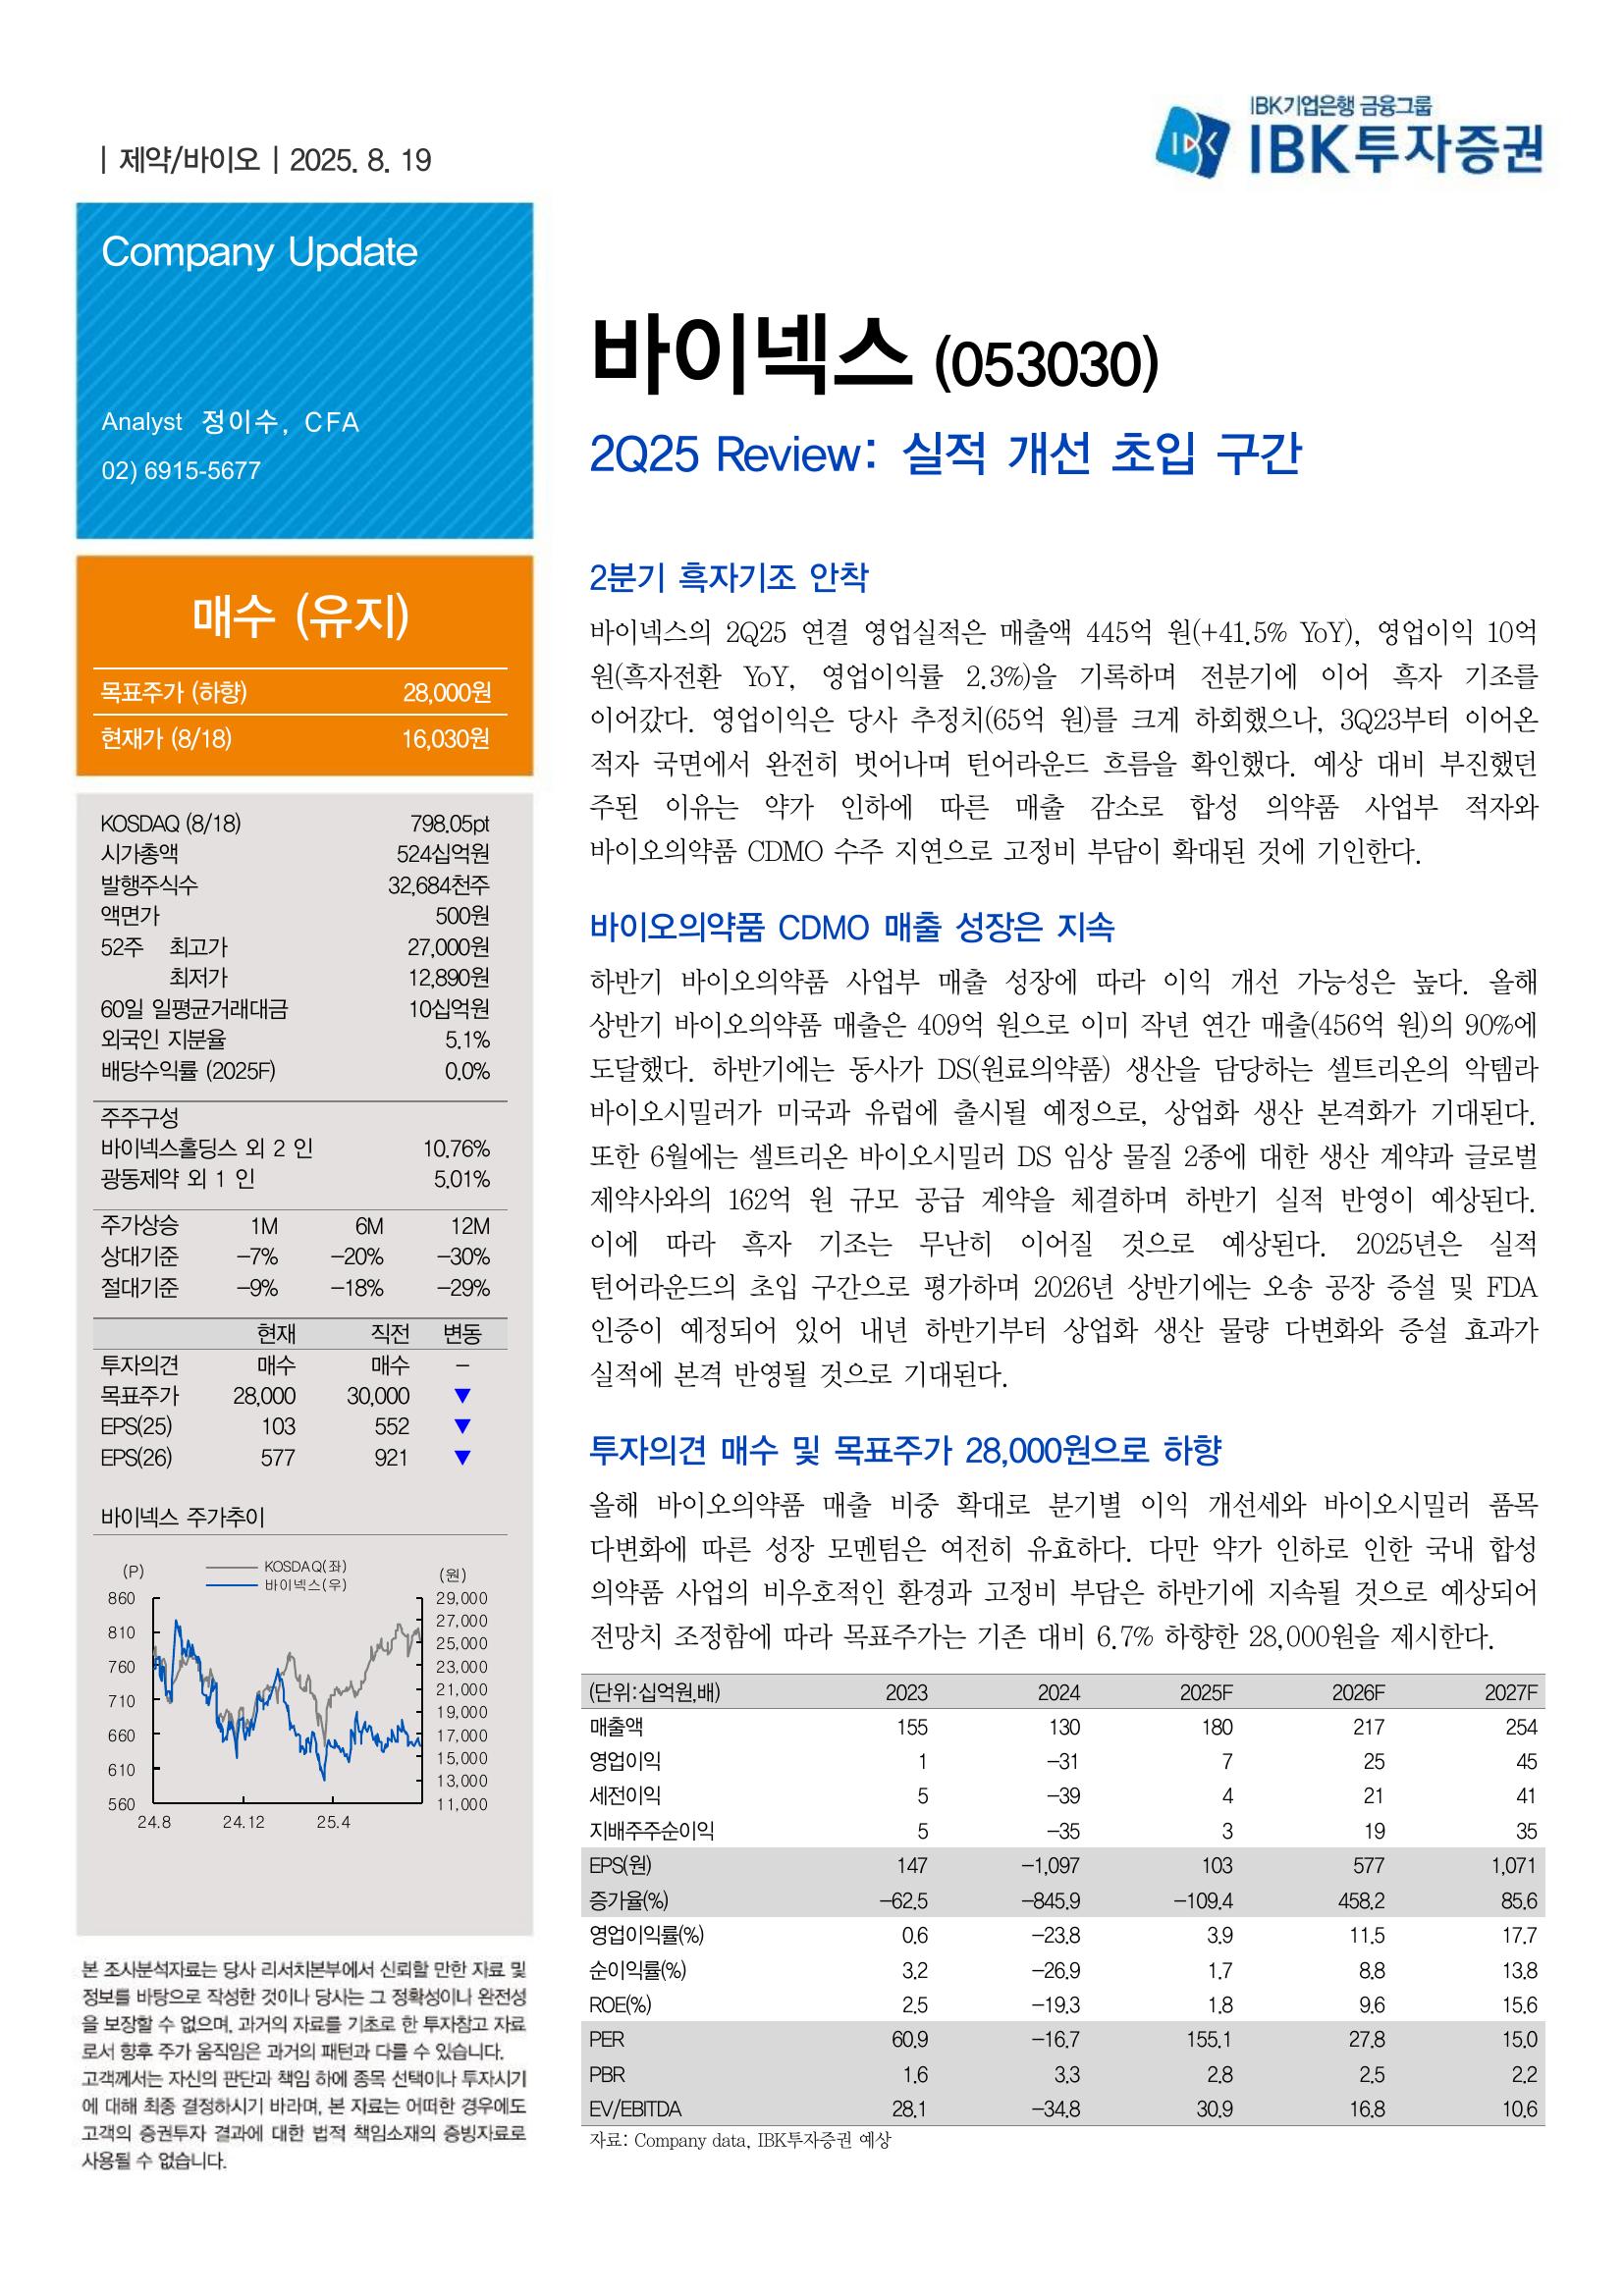 IBK기업은행 금융그룹
IBK투자증권
| 제약/바이오 | 2025. 8. 19
Company Update
Analyst 정이수, CFA
02) 6915-5677
매수 (유지)
목표주가 (하향) 28,000원
현재가 (8/18) 16,030원
KOSDAQ (8/18) 798.05pt
시가총액 524십억원
발행주식수 32,684천주
액면가 500원
52주 최고가 27,000원
최저가 12,890원
60일 일평균거래대금 10십억원
외국인 지분율 5.1%
배당수익률 (2025F) 0.0%
주주구성
바이넥스홀딩스 외 2 인 10.76%
광동제약 외 1 인 5.01%
주가상승 1M 6M 12M
상대기준 -7% -20% -30%
절대기준 -9% -18% -29%
현재 직전 변동
투자의견 매수 매수 -
목표주가 28,000 30,000 ▼
EPS(25) 103 552 ▼
EPS(26) 577 921 ▼
바이넥스 주가추이
(P) KOSDAQ(좌) (원)
바이넥스(우)
860 29,000
27,000
810 25,000
760 23,000
21,000
710 19,000
660 17,000
15,000
610 13,000
560 11,000
24.8 24.12 25.4
본 조사분석자료는 당사 리서치본부에서 신뢰할 만한 자료 및
정보를 바탕으로 작성한 것이나 당사는 그 정확성이나 완전성
을 보장할 수 없으며, 과거의 자료를 기초로 한 투자참고 자료
로서 향후 주가 움직임은 과거의 패턴과 다를 수 있습니다.
고객께서는 자신의 판단과 책임 하에 종목 선택이나 투자시기
에 대해 최종 결정하시기 바라며, 본 자료는 어떠한 경우에도
고객의 증권투자 결과에 대한 법적 책임소재의 증빙자료로
사용될 수 없습니다.
바이넥스 (053030)
2Q25 Review: 실적 개선 초입 구간
2분기 흑자기조 안착
바이넥스의 2Q25 연결 영업실적은 매출액 445억 원(+41.5% YoY), 영업이익 10억
원(흑자전환 YoY, 영업이익률 2.3%)을 기록하며 전분기에 이어 흑자 기조를
이어갔다. 영업이익은 당사 추정치(65억 원)를 크게 하회했으나, 3Q23부터 이어온
적자 국면에서 완전히 벗어나며 턴어라운드 흐름을 확인했다. 예상 대비 부진했던
주된 이유는 약가 인하에 따른 매출 감소로 합성 의약품 사업부 적자와
바이오의약품 CDMO 수주 지연으로 고정비 부담이 확대된 것에 기인한다.
바이오의약품 CDMO 매출 성장은 지속
하반기 바이오의약품 사업부 매출 성장에 따라 이익 개선 가능성은 높다. 올해
상반기 바이오의약품 매출은 409억 원으로 이미 작년 연간 매출(456억 원)의 90%에
도달했다. 하반기에는 동사가 DS(원료의약품) 생산을 담당하는 셀트리온의 악템라
바이오시밀러가 미국과 유럽에 출시될 예정으로, 상업화 생산 본격화가 기대된다.
또한 6월에는 셀트리온 바이오시밀러 DS 임상 물질 2종에 대한 생산 계약과 글로벌
제약사와의 162억 원 규모 공급 계약을 체결하며 하반기 실적 반영이 예상된다.
이에 따라 흑자 기조는 무난히 이어질 것으로 예상된다. 2025년은 실적
턴어라운드의 초입 구간으로 평가하며 2026년 상반기에는 오송 공장 증설 및 FDA
인증이 예정되어 있어 내년 하반기부터 상업화 생산 물량 다변화와 증설 효과가
실적에 본격 반영될 것으로 기대된다.
투자의견 매수 및 목표주가 28,000원으로 하향
올해 바이오의약품 매출 비중 확대로 분기별 이익 개선세와 바이오시밀러 품목
다변화에 따른 성장 모멘텀은 여전히 유효하다. 다만 약가 인하로 인한 국내 합성
의약품 사업의 비우호적인 환경과 고정비 부담은 하반기에 지속될 것으로 예상되어
전망치 조정함에 따라 목표주가는 기존 대비 6.7% 하향한 28,000원을 제시한다.
(단위:십억원,배) 2023 2024 2025F 2026F 2027F
매출액 155 130 180 217 254
영업이익 1 -31 7 25 45
세전이익 5 -39 4 21 41
지배주주순이익 5 -35 3 19 35
EPS(원) 147 -1,097 103 577 1,071
증가율(%) -62.5 -845.9 -109.4 458.2 85.6
영업이익률(%) 0.6 -23.8 3.9 11.5 17.7
순이익률(%) 3.2 -26.9 1.7 8.8 13.8
ROE(%) 2.5 -19.3 1.8 9.6 15.6
PER 60.9 -16.7 155.1 27.8 15.0
PBR 1.6 3.3 2.8 2.5 2.2
EV/EBITDA 28.1 -34.8 30.9 16.8 10.6
자료: Company data, IBK투자증권 예상